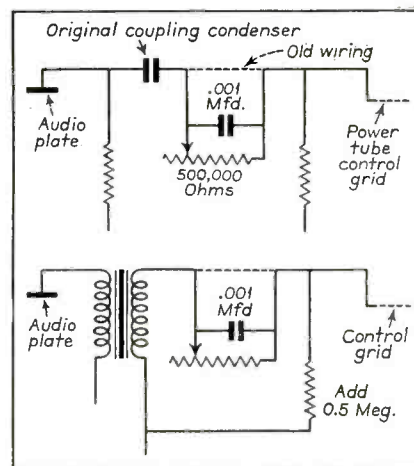 Original coupling condenser
Old wiring
.001
Mfd.
Audio
plate
500,000
Ohms
Power
tube
control
grid
Audio
plate
.001
Mfd
Control
grid
Add
0.5 Meg.